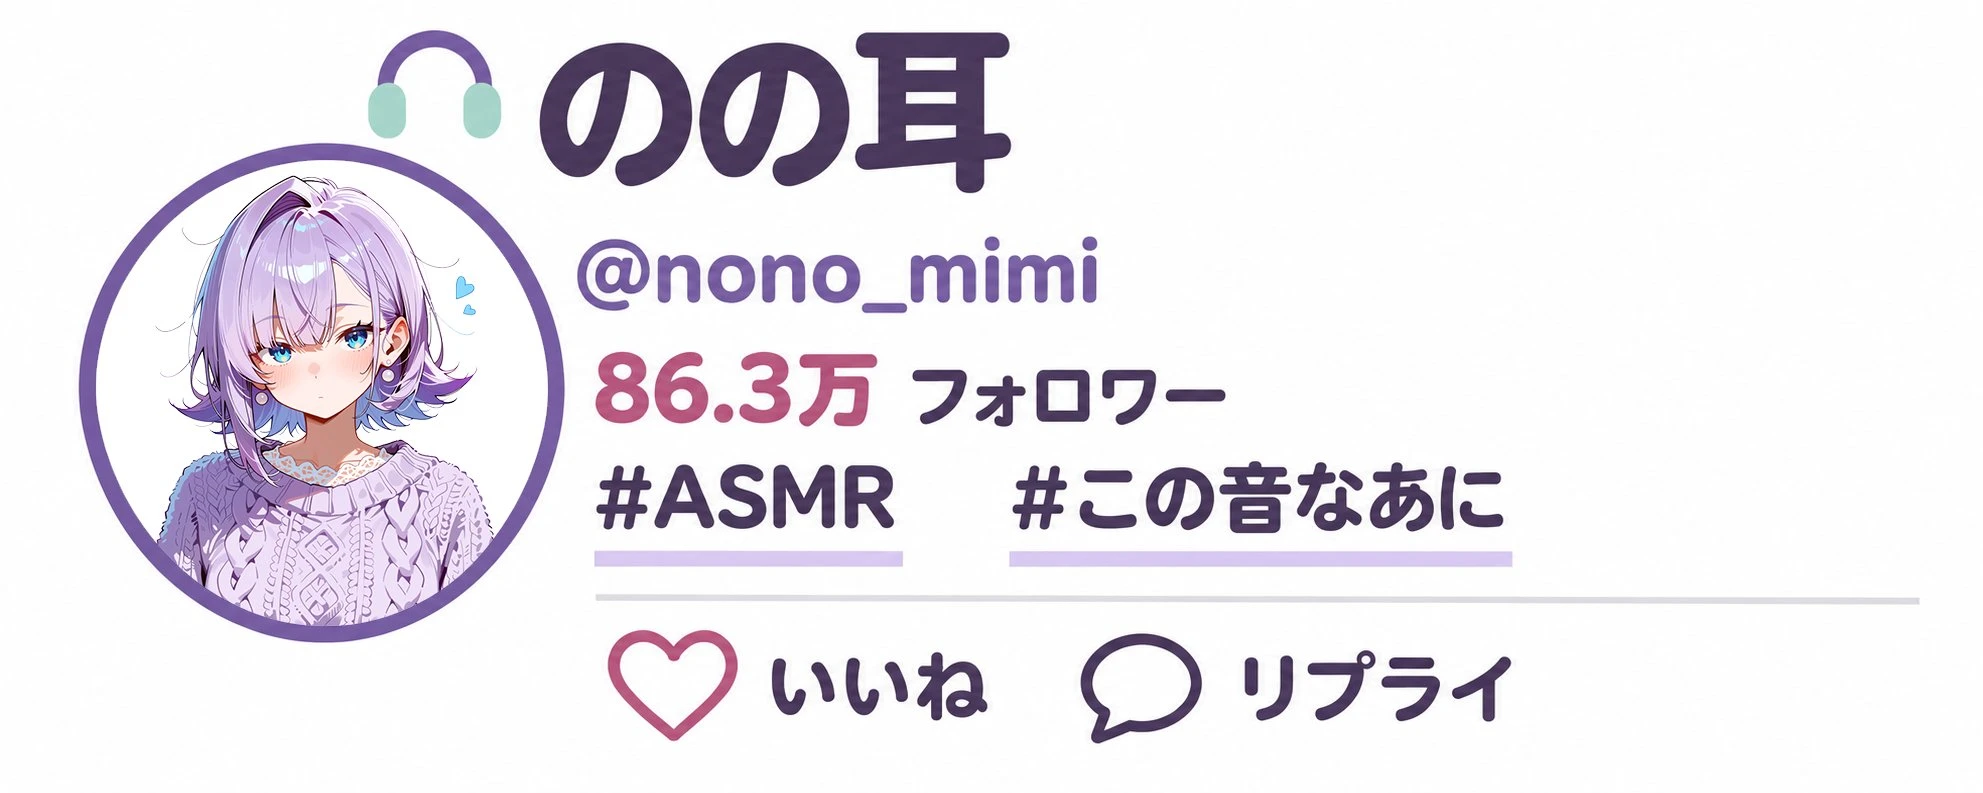 のの耳
@nono_mimi
86.3万 フォロワー
#ASMR #この音なあに
いいね リプライ